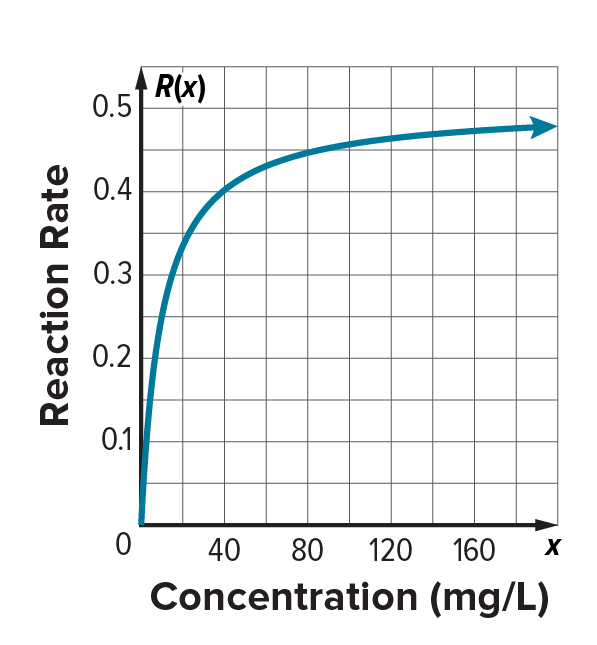 R(x)
0.5
0.4
0.3
0.2
0.1
0
40 80 120 160 x
Reaction Rate
Concentration (mg/L)